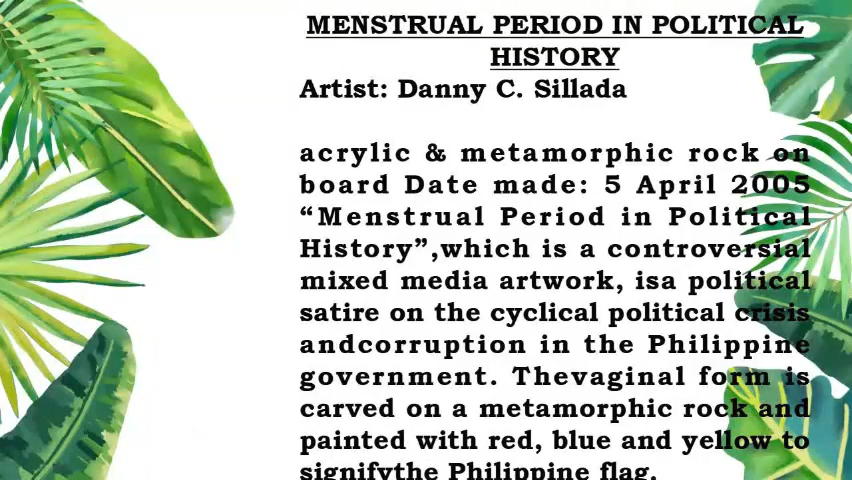 MENSTRUAL PERIOD IN POLITICAL
HISTORY
Artist: Danny C. Sillada
acrylic & metamorphic rock on
board Date made: 5 April 2005
“Menstrual Period in Political
History”,which is a controversial
mixed media artwork, isa political
satire on the cyclical political crisis
andcorruption in the Philippine
government. Thevaginal form is
carved on a metamorphic rock and
painted with red, blue and yellow to
signifythe Philippine flag.